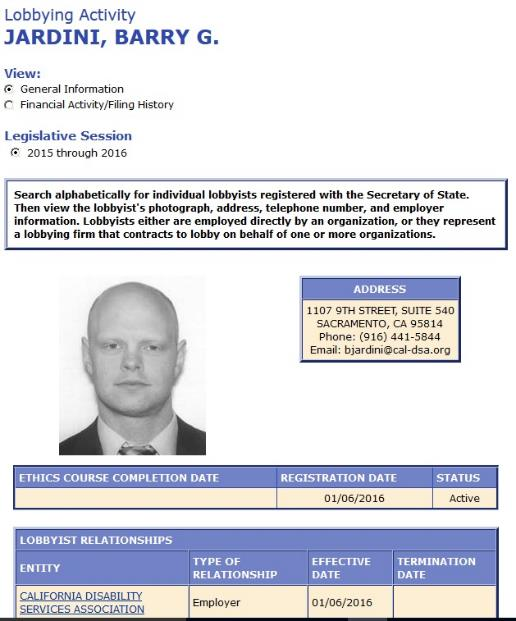 Lobbying Activity
JARDINI, BARRY G.
View:
General Information
Financial Activity/Filing History
Legislative Session
2015 through 2016
Search alphabetically for individual lobbyists registered with the Secretary of State.
Then view the lobbyist's photograph, address, telephone number, and employer
information. Lobbyists either are employed directly by an organization, or they represent
a lobbying firm that contracts to lobby on behalf of one or more organizations.
ADDRESS
1107 9TH STREET, SUITE 540
SACRAMENTO, CA 95814
Phone: (916) 441-5844
Email: bjardini@cal-dsa.org
ETHICS COURSE COMPLETION DATE REGISTRATION DATE STATUS
01/06/2016 Active
LOBBYIST RELATIONSHIPS
ENTITY TYPE OF RELATIONSHIP EFFECTIVE DATE TERMINATION DATE
CALIFORNIA DISABILITY
SERVICES ASSOCIATION Employer 01/06/2016